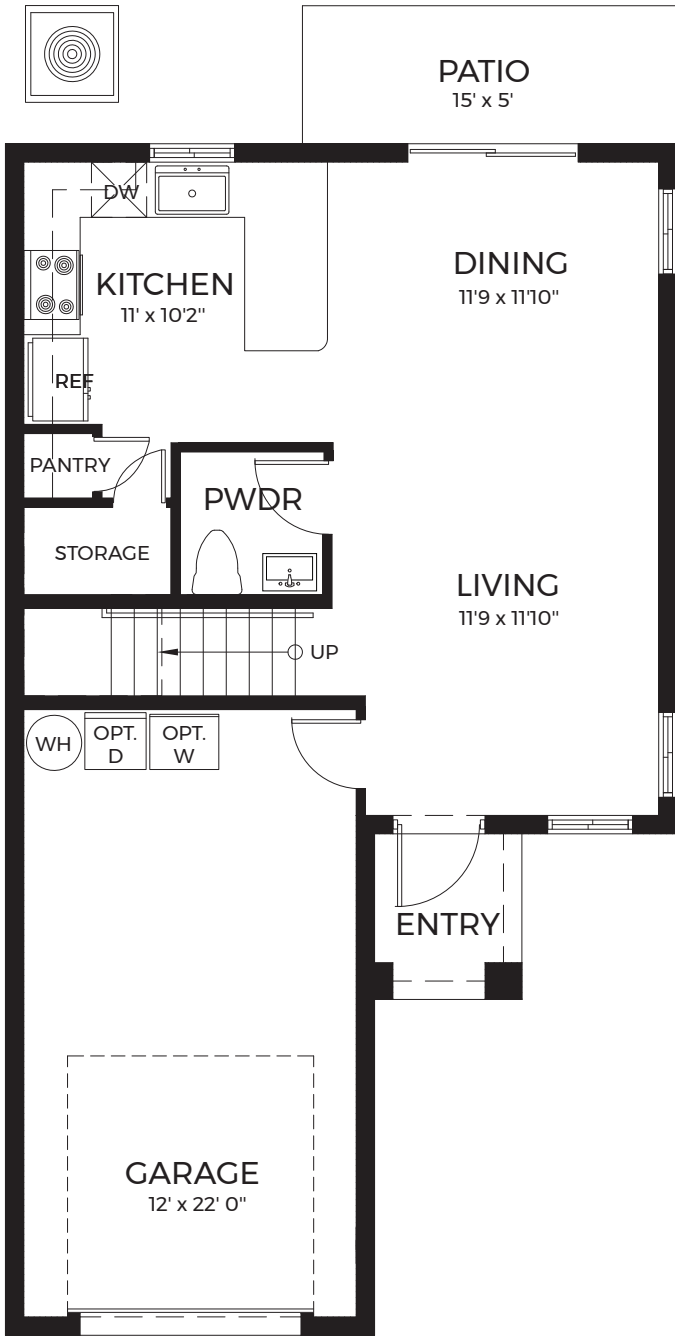 PATIO
15' x 5'
DW
KITCHEN
11' x 10'2"
DINING
11'9 x 11'10"
REF
PANTRY
PWDR
STORAGE
LIVING
11'9 x 11'10"
UP
WH
OPT.
D
OPT.
W
ENTRY
GARAGE
12' x 22' 0"